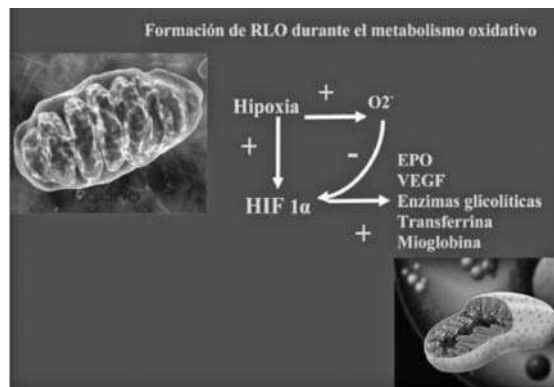 Formación de RLO durante el metabolismo oxidativo
Hipoxia
+
O2⁻
+
-
HIF 1α
+
EPO
VEGF
Enzimas glicolíticas
Transferrina
Mioglobina